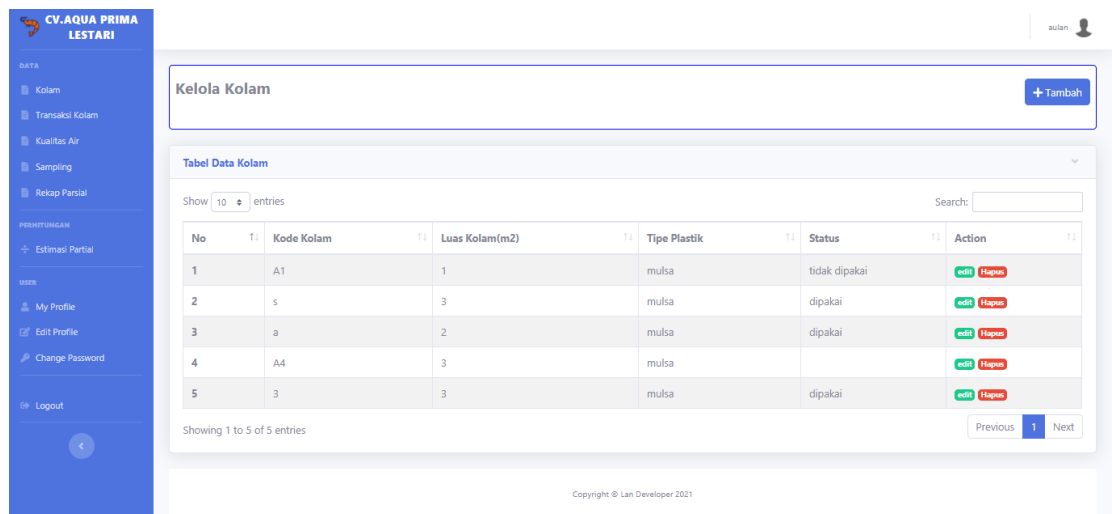 CV.AQUA PRIMA
LESTARI
aulan
DATA
Kolam
Transaksi Kolam
Kualitas Air
Sampling
Rekap Parsial
PERHITUNGAN
Estimasi Partial
USER
My Profile
Edit Profile
Change Password
Logout
Kelola Kolam
+ Tambah
Tabel Data Kolam
Show 10 entries Search:
No Kode Kolam Luas Kolam(m2) Tipe Plastik Status Action
1 A1 1 mulsa tidak dipakai edit Hapus
2 s 3 mulsa dipakai edit Hapus
3 a 2 mulsa dipakai edit Hapus
4 A4 3 mulsa edit Hapus
5 3 3 mulsa dipakai edit Hapus
Showing 1 to 5 of 5 entries Previous 1 Next
Copyright © Lan Developer 2021